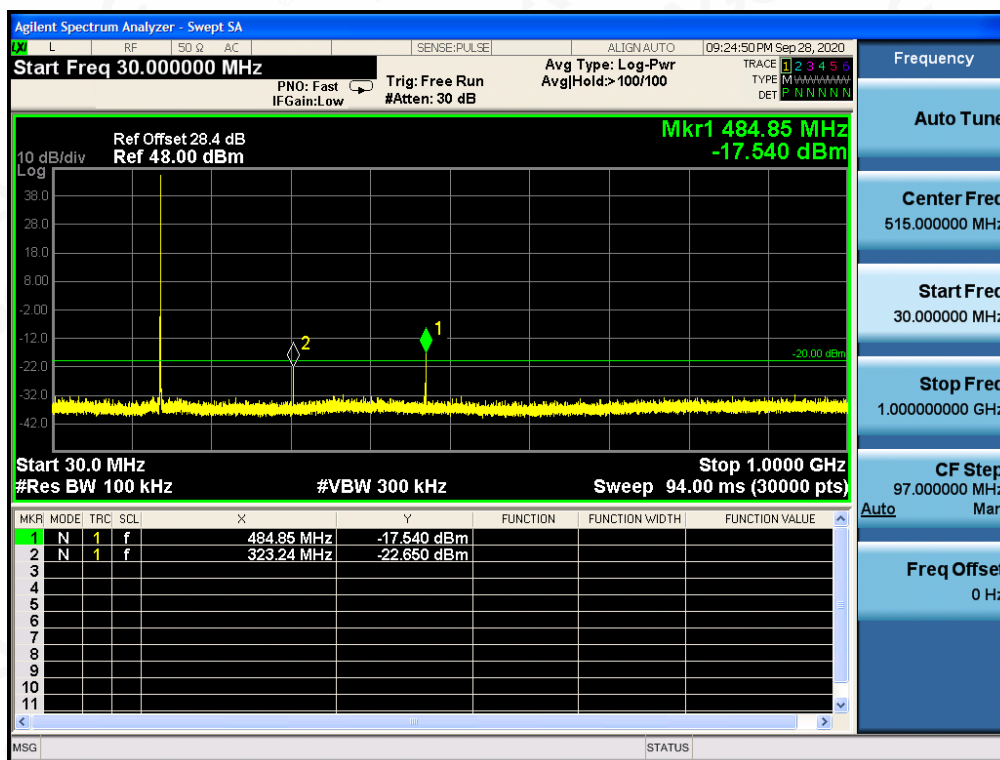 Agilent Spectrum Analyzer - Swept SA
LXI L RF 50 Ω AC SENSE:PULSE ALIGN AUTO 09:24:50 PM Sep 28, 2020
Start Freq 30.000000 MHz
PNO: Fast
IFGain:Low
Trig: Free Run
#Atten: 30 dB
Avg Type: Log-Pwr
Avg|Hold:>100/100
TRACE 1 2 3 4 5 6
TYPE M
DET P N N N N N
Ref Offset 28.4 dB
10 dB/div Ref 48.00 dBm
Log
Mkr1 484.85 MHz
-17.540 dBm
38.0
28.0
18.0
8.00
-2.00
-12.0
-22.0
-32.0
-42.0
2
1
-20.00 dBm
Start 30.0 MHz Stop 1.0000 GHz
#Res BW 100 kHz #VBW 300 kHz Sweep 94.00 ms (30000 pts)
MKR MODE TRC SCL X Y FUNCTION FUNCTION WIDTH FUNCTION VALUE
1 N 1 f 484.85 MHz -17.540 dBm
2 N 1 f 323.24 MHz -22.650 dBm
3
4
5
6
7
8
9
10
11
MSG STATUS
Frequency
Auto Tune
Center Freq
515.000000 MHz
Start Freq
30.000000 MHz
Stop Freq
1.000000000 GHz
CF Step
97.000000 MHz
Auto Man
Freq Offset
0 Hz